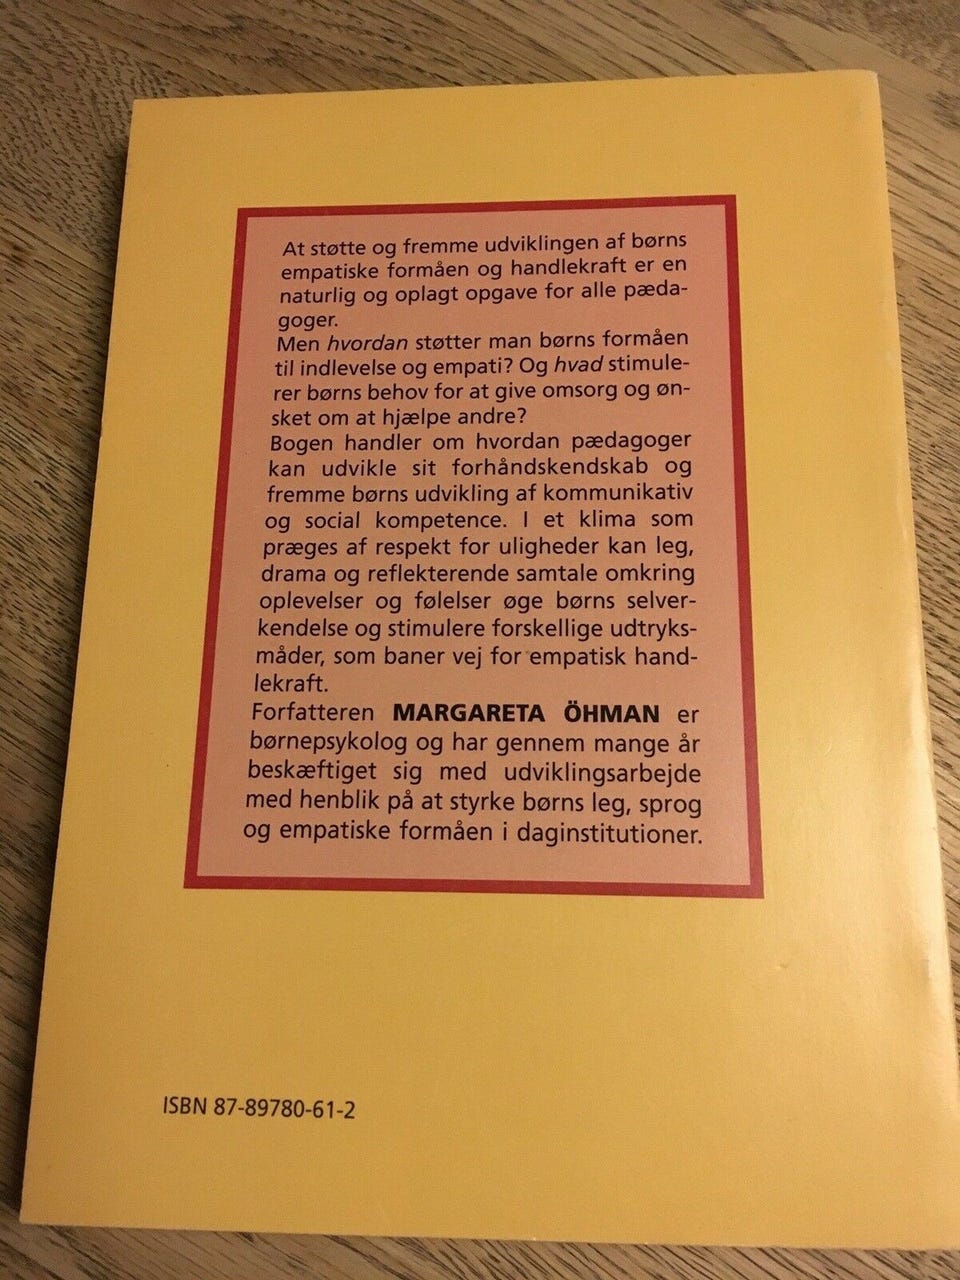 At støtte og fremme udviklingen af børns
empatiske formåen og handlekraft er en
naturlig og oplagt opgave for alle pæda-
goger.
Men hvordan støtter man børns formåen
til indlevelse og empati? Og hvad stimule-
rer børns behov for at give omsorg og øn-
sket om at hjælpe andre?
Bogen handler om hvordan pædagoger
kan udvikle sit forhåndskendskab og
fremme børns udvikling af kommunikativ
og social kompetence. I et klima som
præges af respekt for uligheder kan leg,
drama og reflekterende samtale omkring
oplevelser og følelser øge børns selver-
kendelse og stimulere forskellige udtryks-
måder, som baner vej for empatisk hand-
lekraft.
Forfatteren MARGARETA ÖHMAN er
børnepsykolog og har gennem mange år
beskæftiget sig med udviklingsarbejde
med henblik på at styrke børns leg, sprog
og empatiske formåen i daginstitutioner.
ISBN 87-89780-61-2